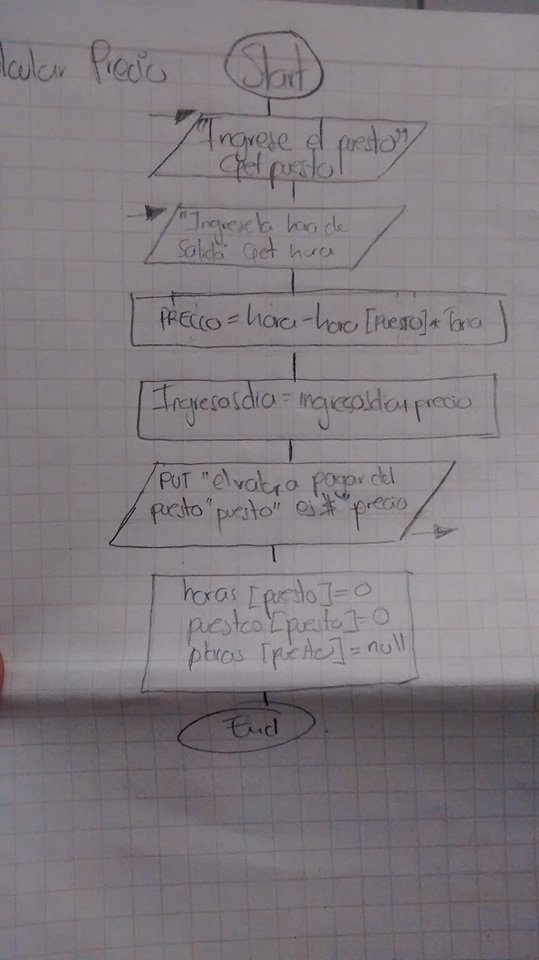 lcular Precio
Start
"Ingrese el puesto"
Get puesto
"Ingrese la hora de
Salida" Get hora
PRECIO = hora - hora [puesto] * Taria
Ingresosdia = ingresosdia + precio
PUT "el valor a pagar del
puesto "puesto" es $" precio
horas [puesto] = 0
puestos [puesto] = 0
placas [puesto] = null
End